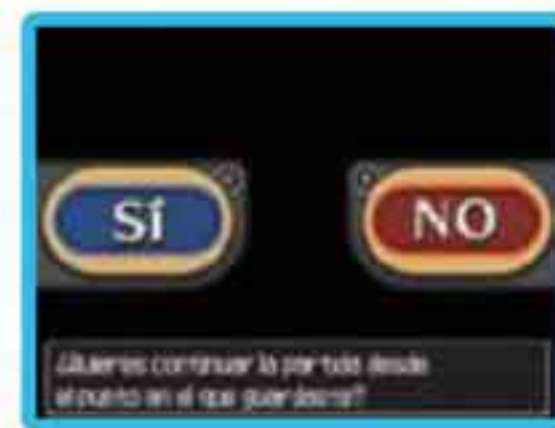 SÍ
NO
¿Quieres continuar la partida desde
el punto en el que guardaste?